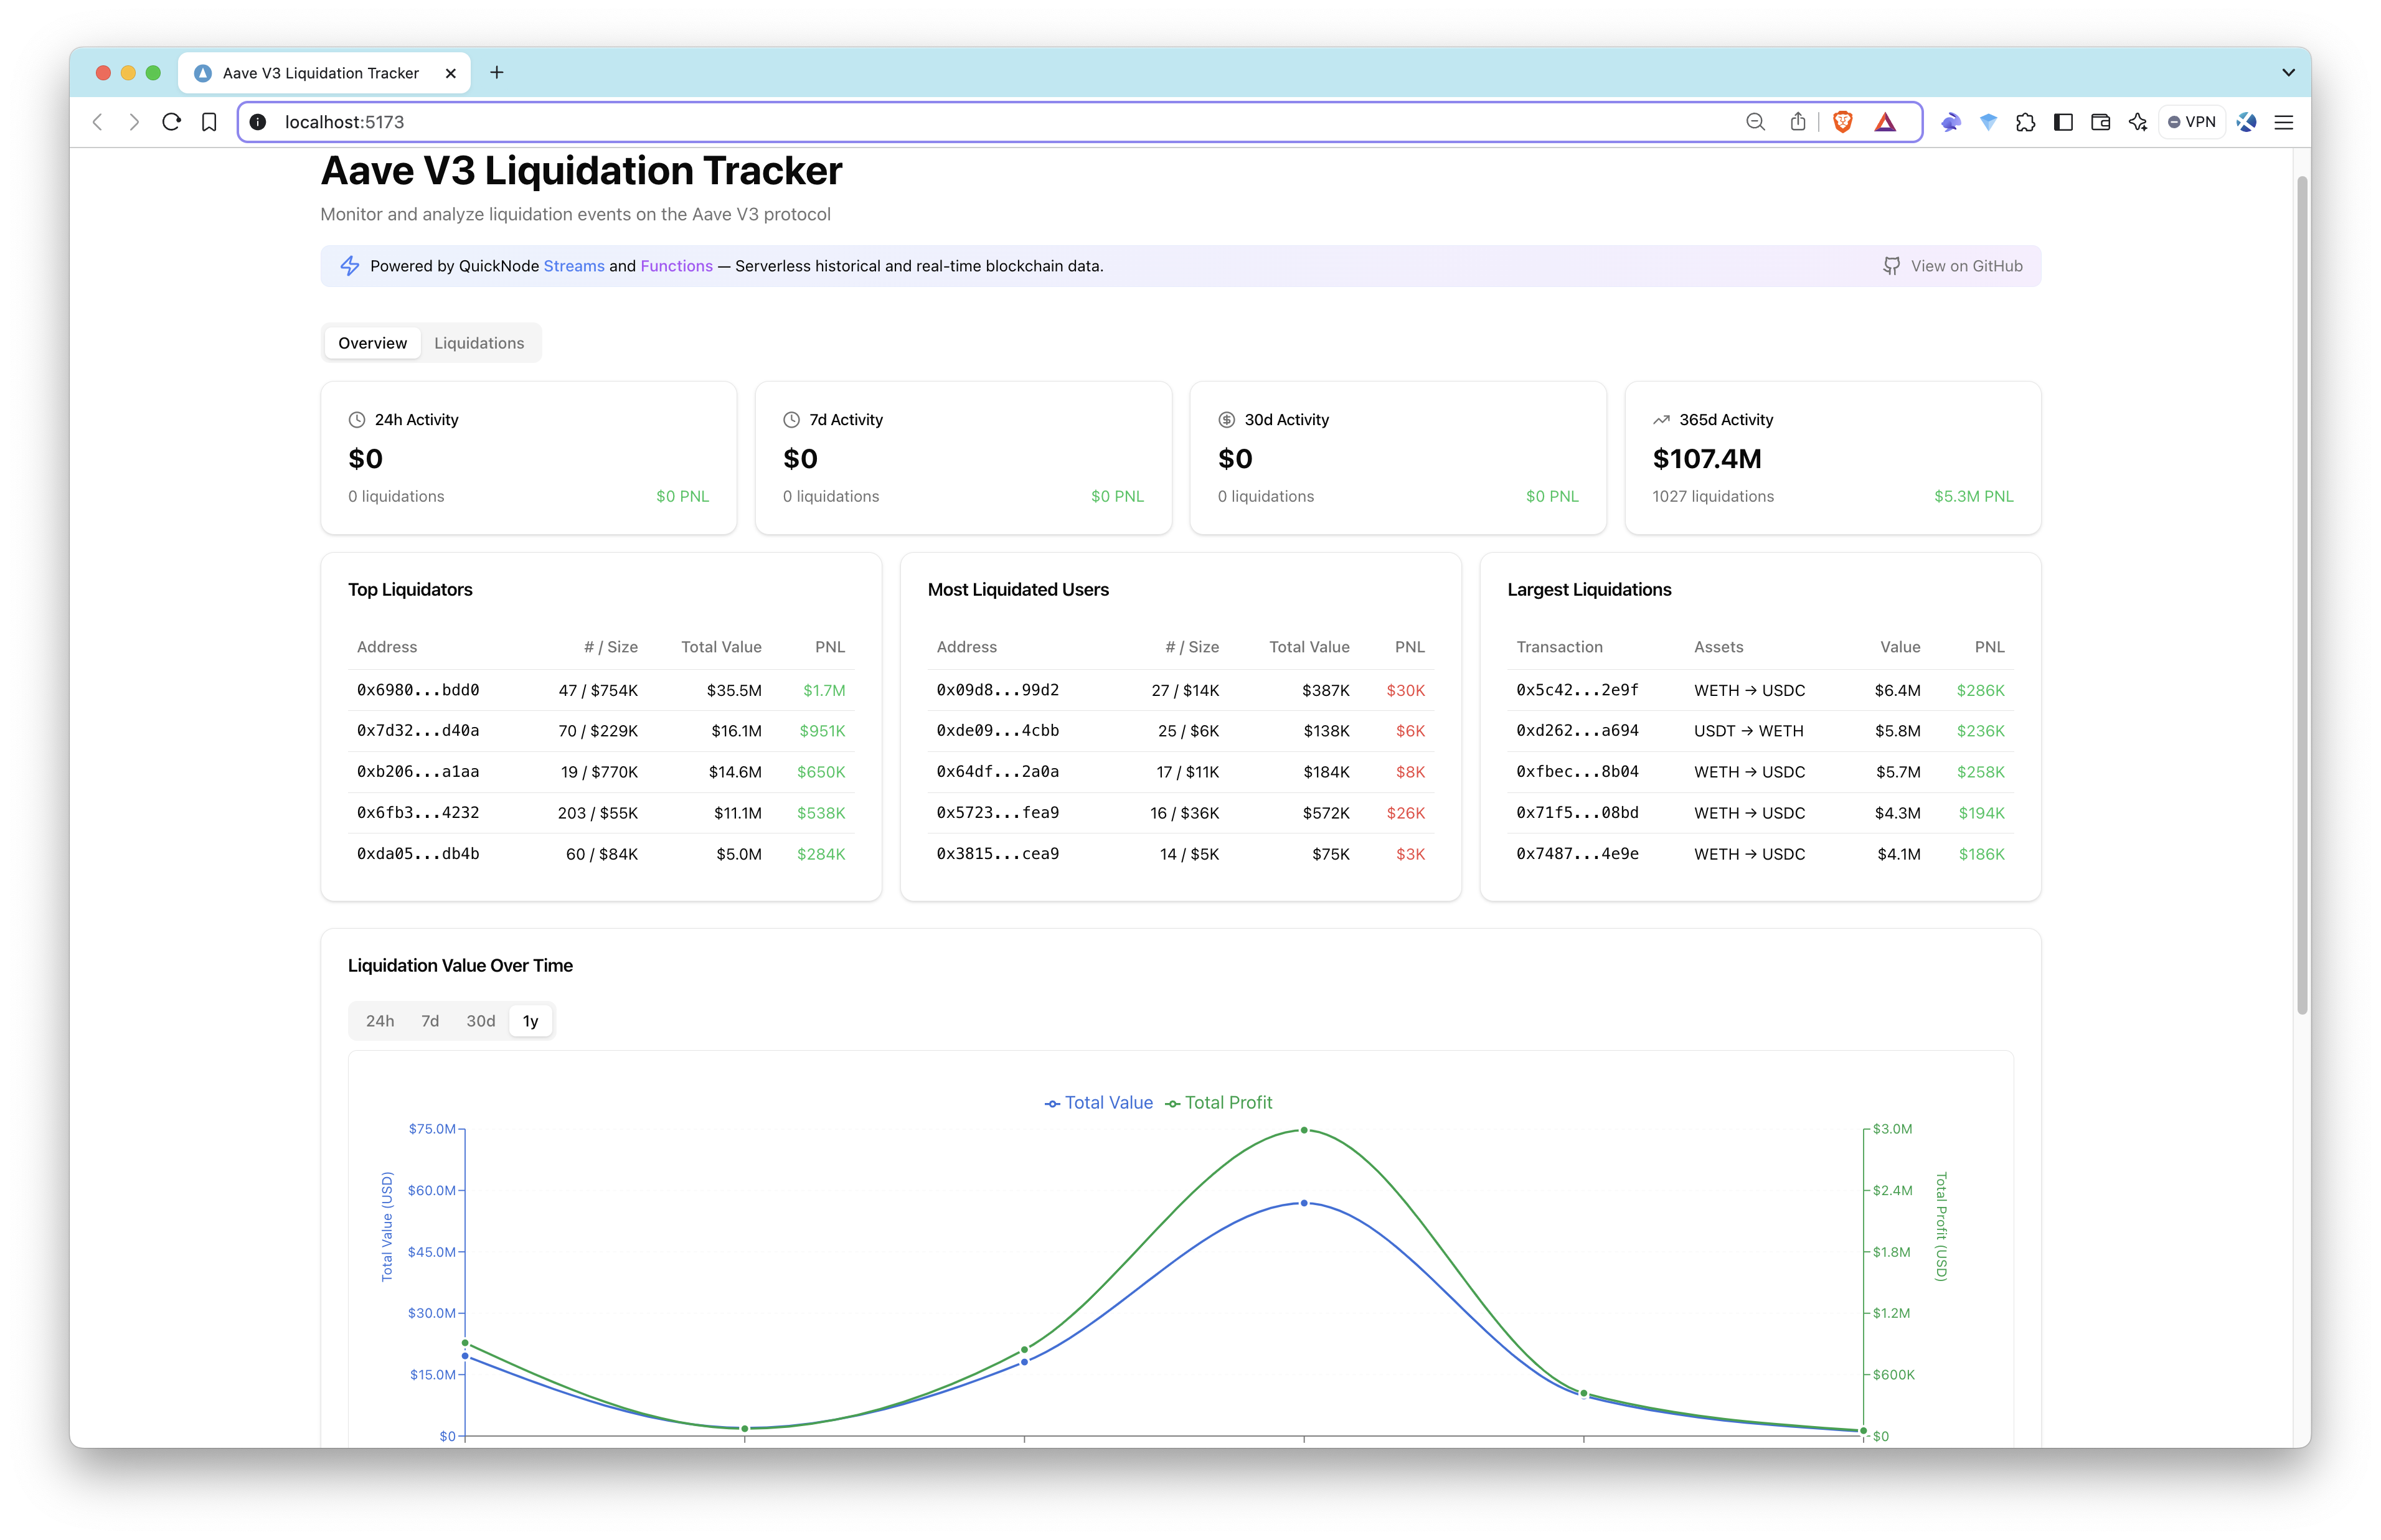 Aave V3 Liquidation Tracker
localhost:5173
VPN
Aave V3 Liquidation Tracker
Monitor and analyze liquidation events on the Aave V3 protocol
Powered by QuickNode Streams and Functions — Serverless historical and real-time blockchain data.
View on GitHub
Overview
Liquidations
24h Activity
$0
0 liquidations
$0 PNL
7d Activity
$0
0 liquidations
$0 PNL
30d Activity
$0
0 liquidations
$0 PNL
365d Activity
$107.4M
1027 liquidations
$5.3M PNL
Top Liquidators
Address # / Size Total Value PNL
0x6980...bdd0 47 / $754K $35.5M $1.7M
0x7d32...d40a 70 / $229K $16.1M $951K
0xb206...a1aa 19 / $770K $14.6M $650K
0x6fb3...4232 203 / $55K $11.1M $538K
0xda05...db4b 60 / $84K $5.0M $284K
Most Liquidated Users
Address # / Size Total Value PNL
0x09d8...99d2 27 / $14K $387K $30K
0xde09...4cbb 25 / $6K $138K $6K
0x64df...2a0a 17 / $11K $184K $8K
0x5723...fea9 16 / $36K $572K $26K
0x3815...cea9 14 / $5K $75K $3K
Largest Liquidations
Transaction Assets Value PNL
0x5c42...2e9f WETH → USDC $6.4M $286K
0xd262...a694 USDT → WETH $5.8M $236K
0xfbec...8b04 WETH → USDC $5.7M $258K
0x71f5...08bd WETH → USDC $4.3M $194K
0x7487...4e9e WETH → USDC $4.1M $186K
Liquidation Value Over Time
24h 7d 30d 1y
Total Value Total Profit
Total Value (USD)
$75.0M
$60.0M
$45.0M
$30.0M
$15.0M
$0
$3.0M
$2.4M
$1.8M
$1.2M
$600K
$0
Total Profit (USD)